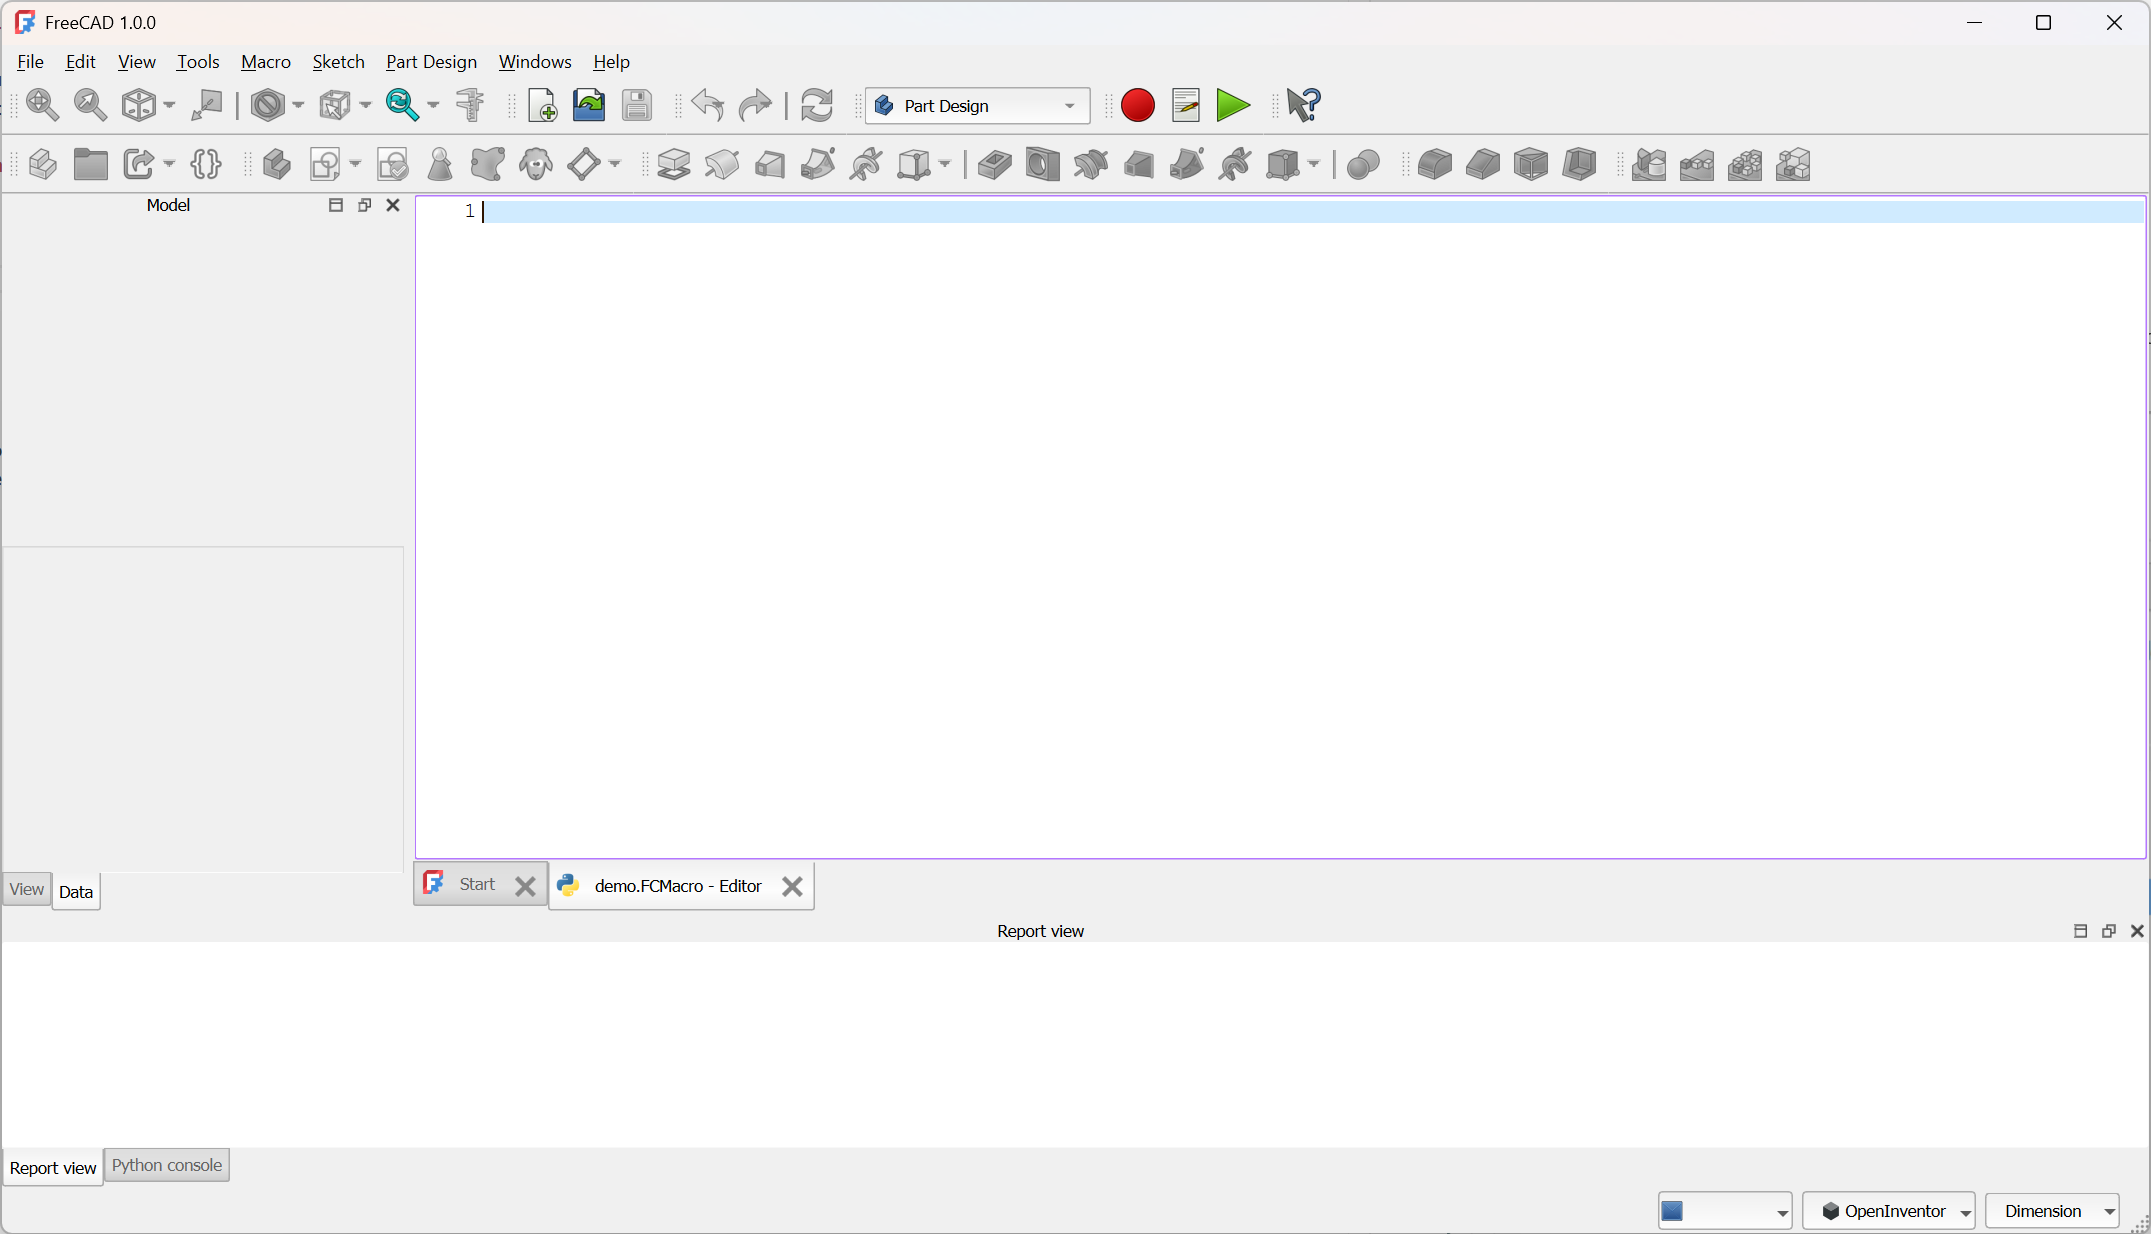 FreeCAD 1.0.0
File Edit View Tools Macro Sketch Part Design Windows Help
Part Design
Model
1
View Data
Start demo.FCMacro - Editor
Report view
Report view Python console
OpenInventor Dimension